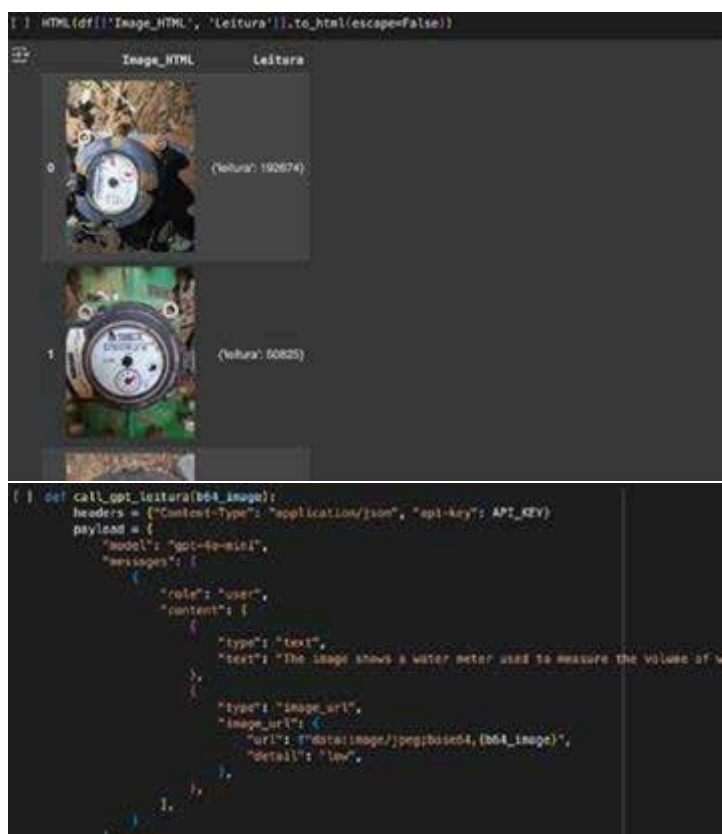 [ ] HTML(df[['Image_HTML', 'Leitura']].to_html(escape=False))
Image_HTML Leitura
0 {'leitura': 192674}
1 {'leitura': 50825}
[ ] def call_gpt_leitura(b64_image):
headers = {"Content-Type": "application/json", "api-key": API_KEY}
payload = {
"model": "gpt-4o-mini",
"messages": [
{
"role": "user",
"content": [
{
"type": "text",
"text": "The image shows a water meter used to measure the volume of
},
{
"type": "image_url",
"image_url": {
"url": f"data:image/jpeg;base64,{b64_image}",
"detail": "low",
},
},
],
}